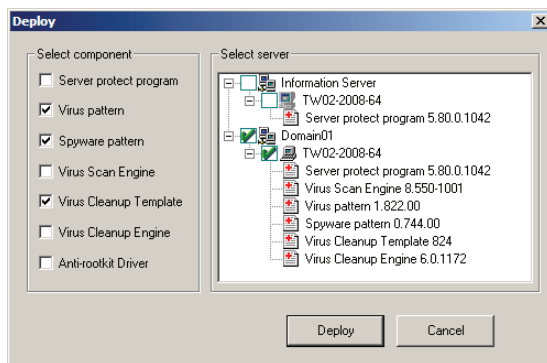 Deploy
Select component
Server protect program
Virus pattern
Spyware pattern
Virus Scan Engine
Virus Cleanup Template
Virus Cleanup Engine
Anti-rootkit Driver
Select server
Information Server
TW02-2008-64
Server protect program 5.80.0.1042
Domain01
TW02-2008-64
Server protect program 5.80.0.1042
Virus Scan Engine 8.550-1001
Virus pattern 1.822.00
Spyware pattern 0.744.00
Virus Cleanup Template 824
Virus Cleanup Engine 6.0.1172
Deploy
Cancel